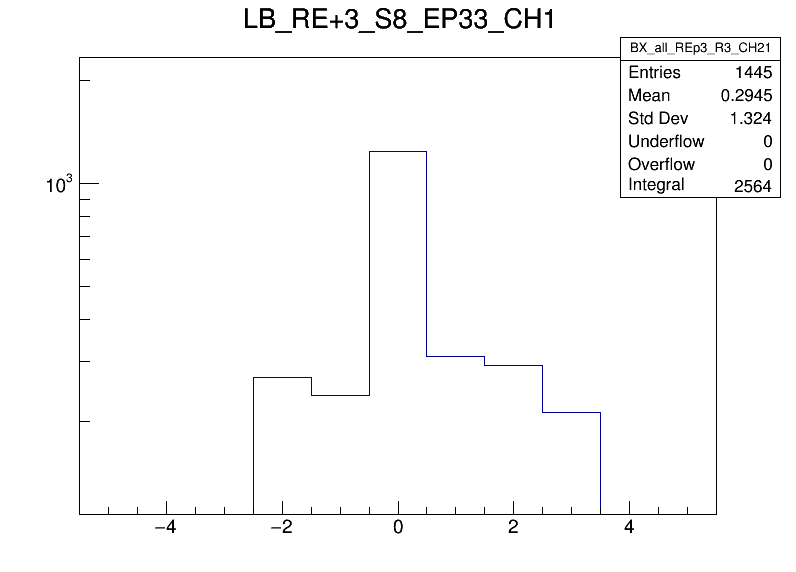 LB_RE+3_S8_EP33_CH1
BX_all_REp3_R3_CH21
Entries 1445
Mean 0.2945
Std Dev 1.324
Underflow 0
Overflow 0
Integral 2564
10³
−4 −2 0 2 4